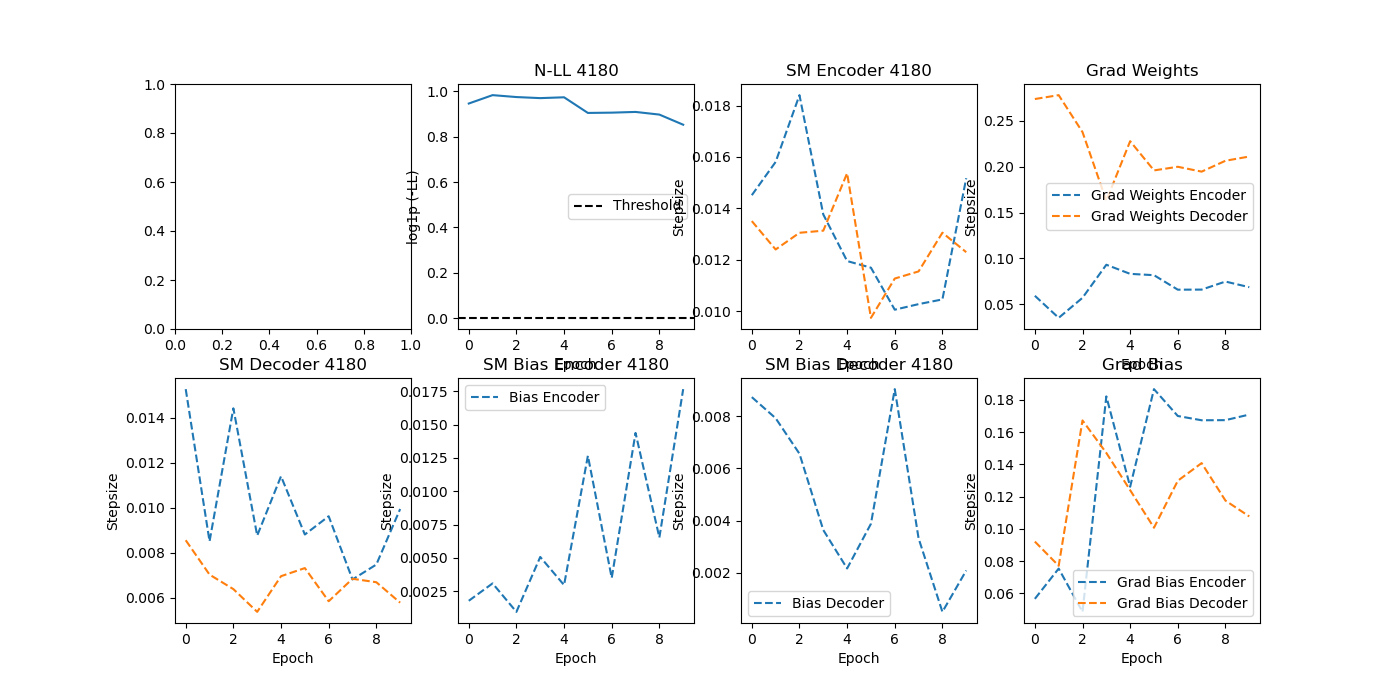 1.0
0.8
0.6
0.4
0.2
0.0
0.0 0.2 0.4 0.6 0.8 1.0
N-LL 4180
log1p (-LL)
1.0
0.8
0.6
0.4
0.2
0.0
Threshold
0 2 4 6 8
Epoch
SM Encoder 4180
Stepsize
0.018
0.016
0.014
0.012
0.010
0 2 4 6 8
Epoch
Grad Weights
Stepsize
0.25
0.20
0.15
0.10
0.05
Grad Weights Encoder
Grad Weights Decoder
0 2 4 6 8
Epoch
SM Decoder 4180
Stepsize
0.014
0.012
0.010
0.008
0.006
0 2 4 6 8
Epoch
SM Bias Encoder 4180
Stepsize
0.0175
0.0150
0.0125
0.0100
0.0075
0.0050
0.0025
Bias Encoder
0 2 4 6 8
Epoch
SM Bias Decoder 4180
Stepsize
0.008
0.006
0.004
0.002
Bias Decoder
0 2 4 6 8
Epoch
Grad Bias
Stepsize
0.18
0.16
0.14
0.12
0.10
0.08
0.06
Grad Bias Encoder
Grad Bias Decoder
0 2 4 6 8
Epoch